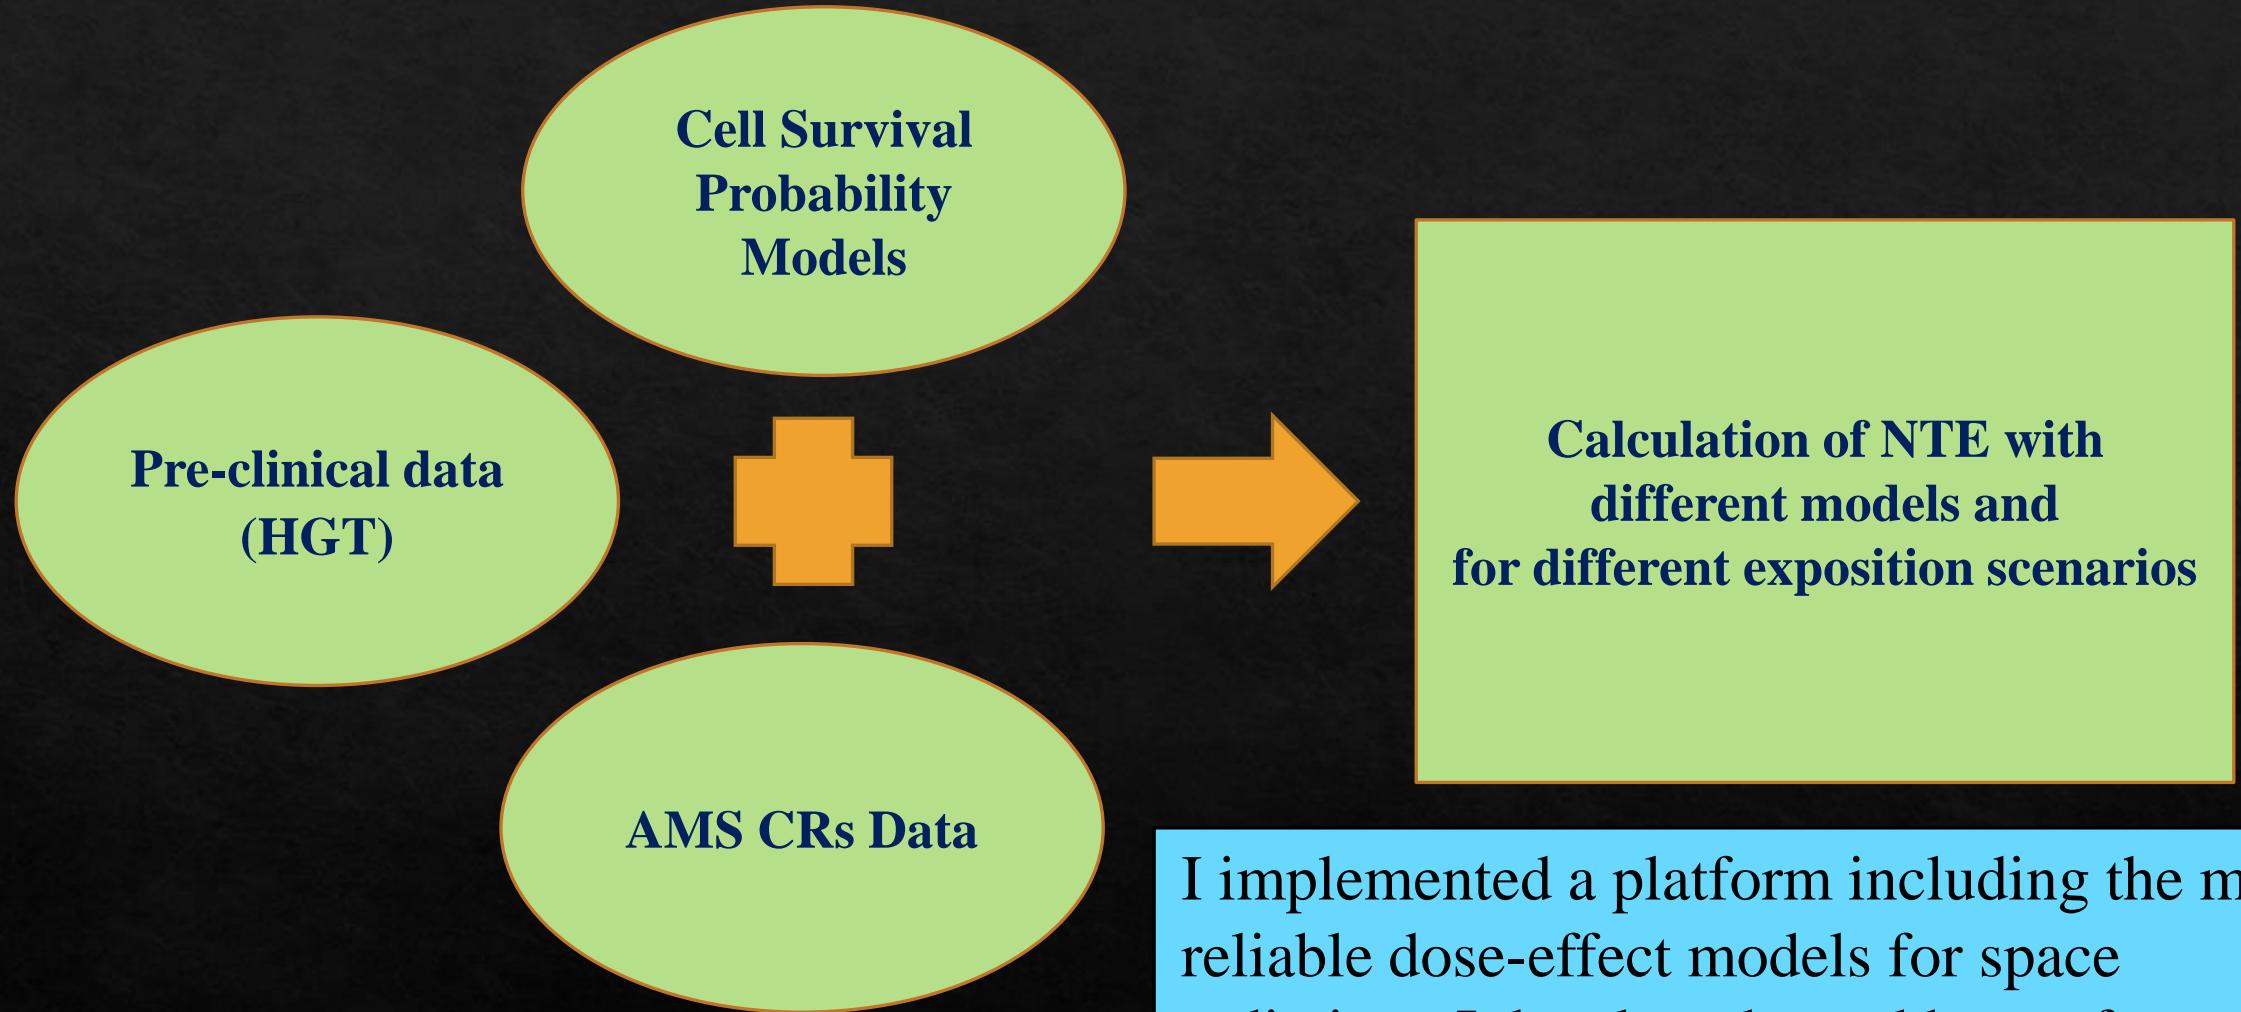 Cell Survival
Probability
Models
Pre-clinical data
(HGT)
AMS CRs Data
Calculation of NTE with
different models and
for different exposition scenarios
I implemented a platform including the
reliable dose-effect models for space